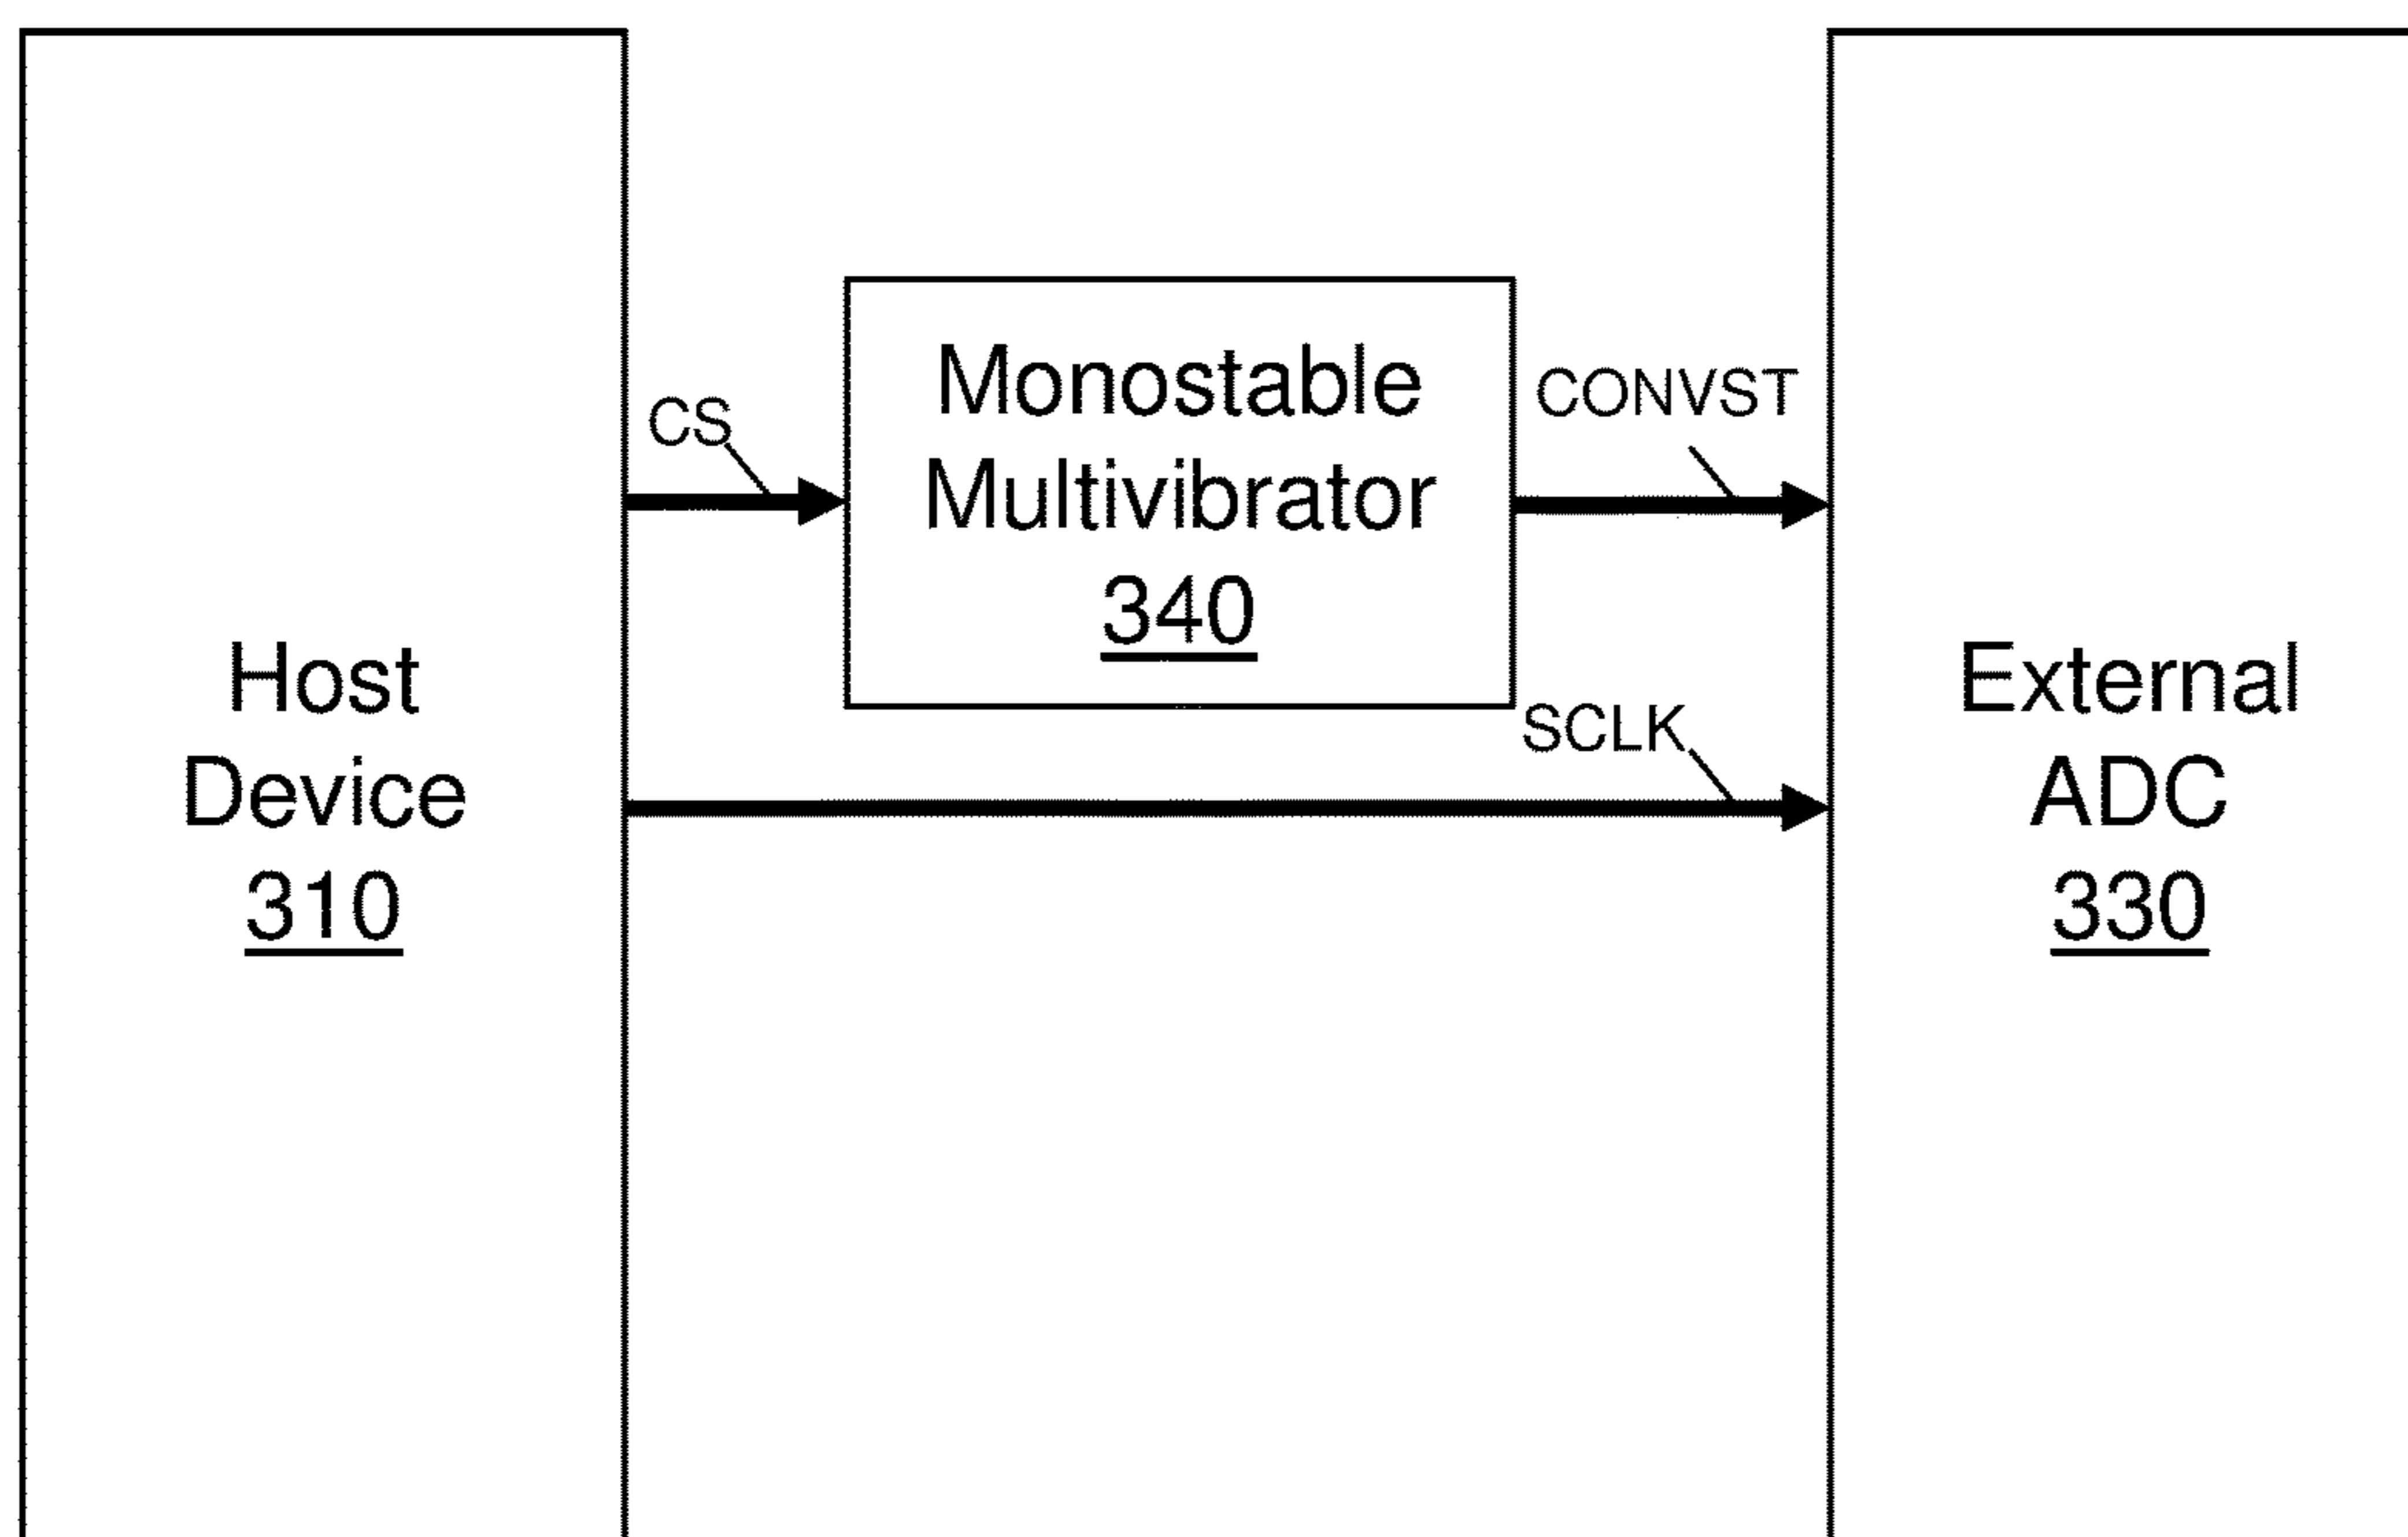 Host
Device
310
CS
Monostable
Multivibrator
340
CONVST
SCLK
External
ADC
330